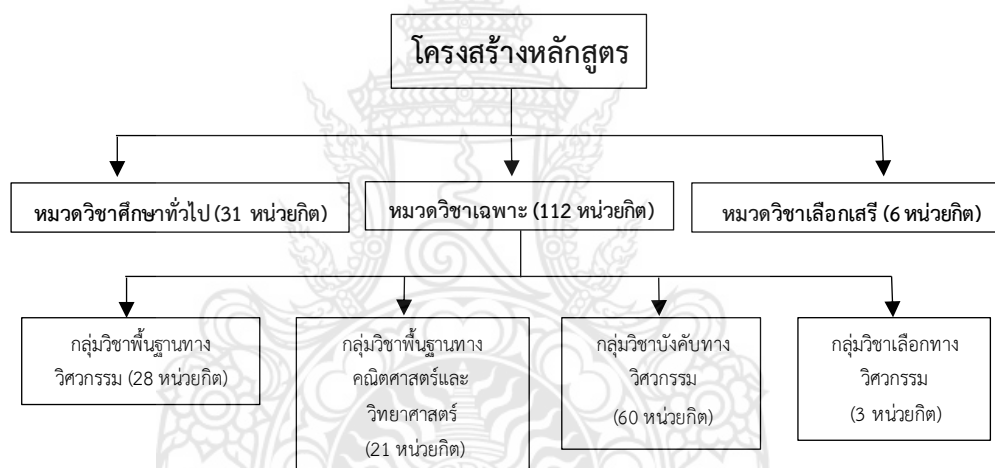 โครงสร้างหลักสูตร
หมวดวิชาศึกษาทั่วไป (31 หน่วยกิต)
หมวดวิชาเฉพาะ (112 หน่วยกิต)
หมวดวิชาเลือกเสรี (6 หน่วยกิต)
กลุ่มวิชาพื้นฐานทาง
วิศวกรรม (28 หน่วยกิต)
กลุ่มวิชาพื้นฐานทาง
คณิตศาสตร์และ
วิทยาศาสตร์
(21 หน่วยกิต)
กลุ่มวิชาบังคับทาง
วิศวกรรม
(60 หน่วยกิต)
กลุ่มวิชาเลือกทาง
วิศวกรรม
(3 หน่วยกิต)